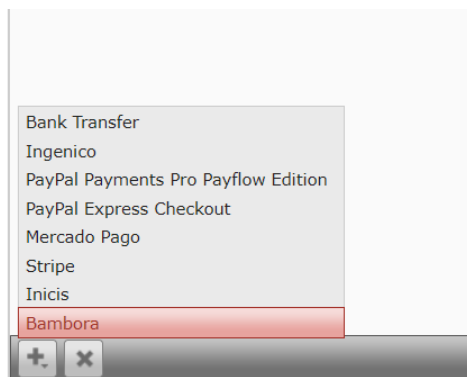 Bank Transfer
Ingenico
PayPal Payments Pro Payflow Edition
PayPal Express Checkout
Mercado Pago
Stripe
Inicis
Bambora